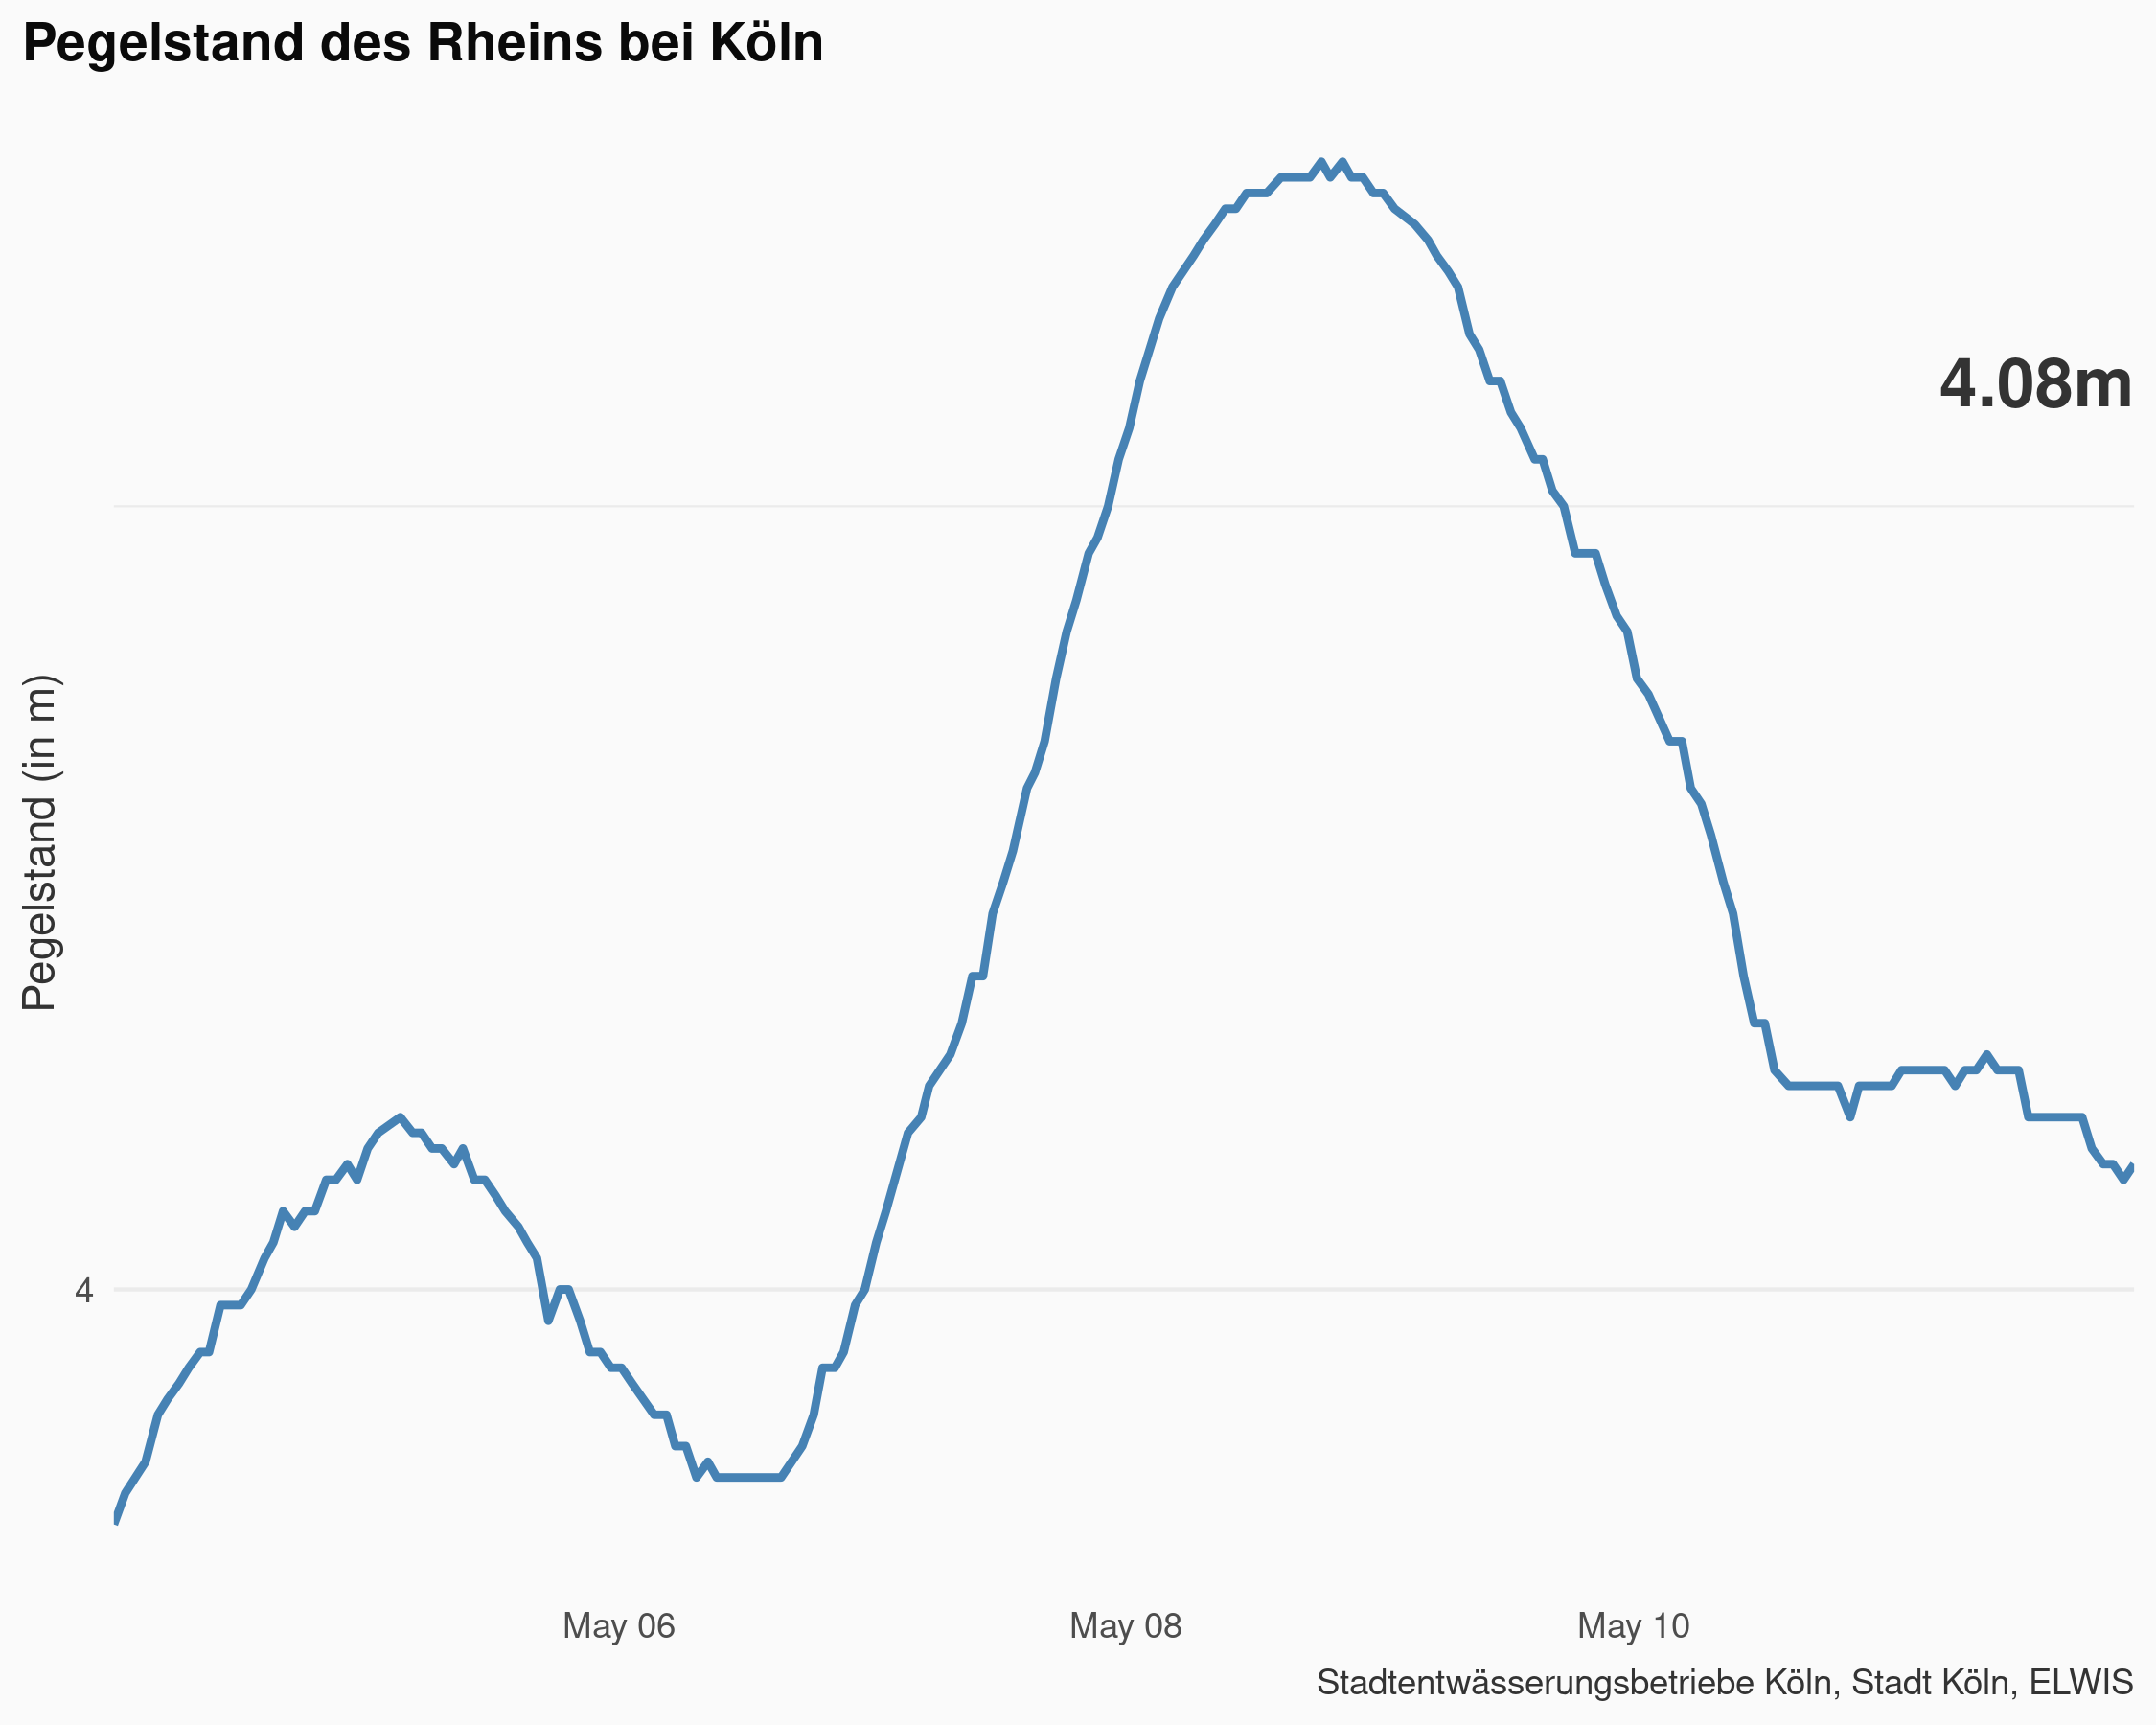 Pegelstand des Rheins bei Köln
4.08m
Pegelstand (in m)
4
May 06
May 08
May 10
Stadtentwässerungsbetriebe Köln, Stadt Köln, ELWIS